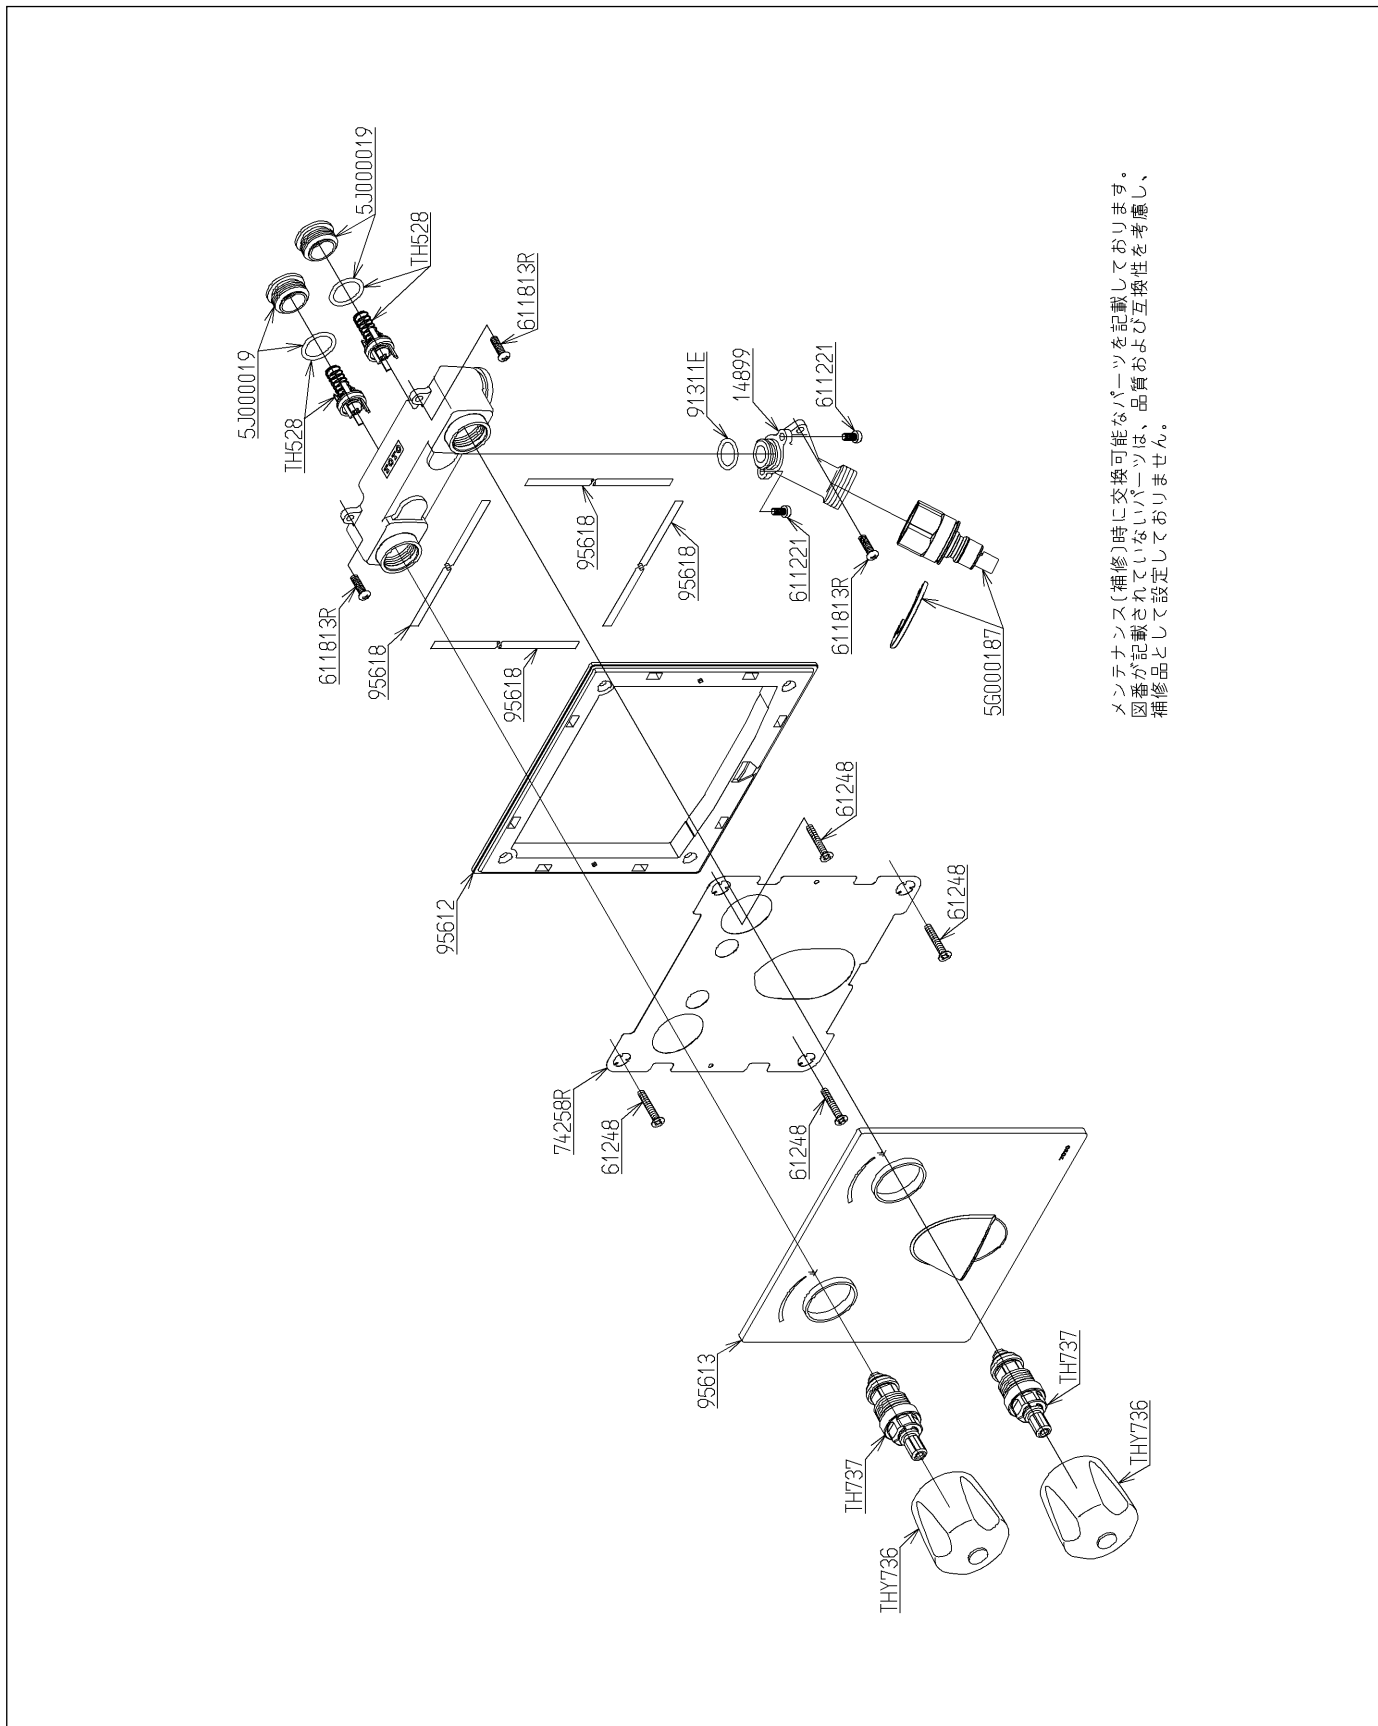 5J000019
TH528
5J000019
TH528
611813R
611813R
TOTO
95618
95618
95618
95618
91311E
14899
611221
611221
611813R
5G000187
95612
61248
61248
74258R
61248
61248
95613
TH737
THY736
TH737
THY736
メンテナンス(補修)時に交換可能なパーツを記載しております。
図番が記載されていないパーツは、品質および互換性を考慮し、
補修品として設定しておりません。